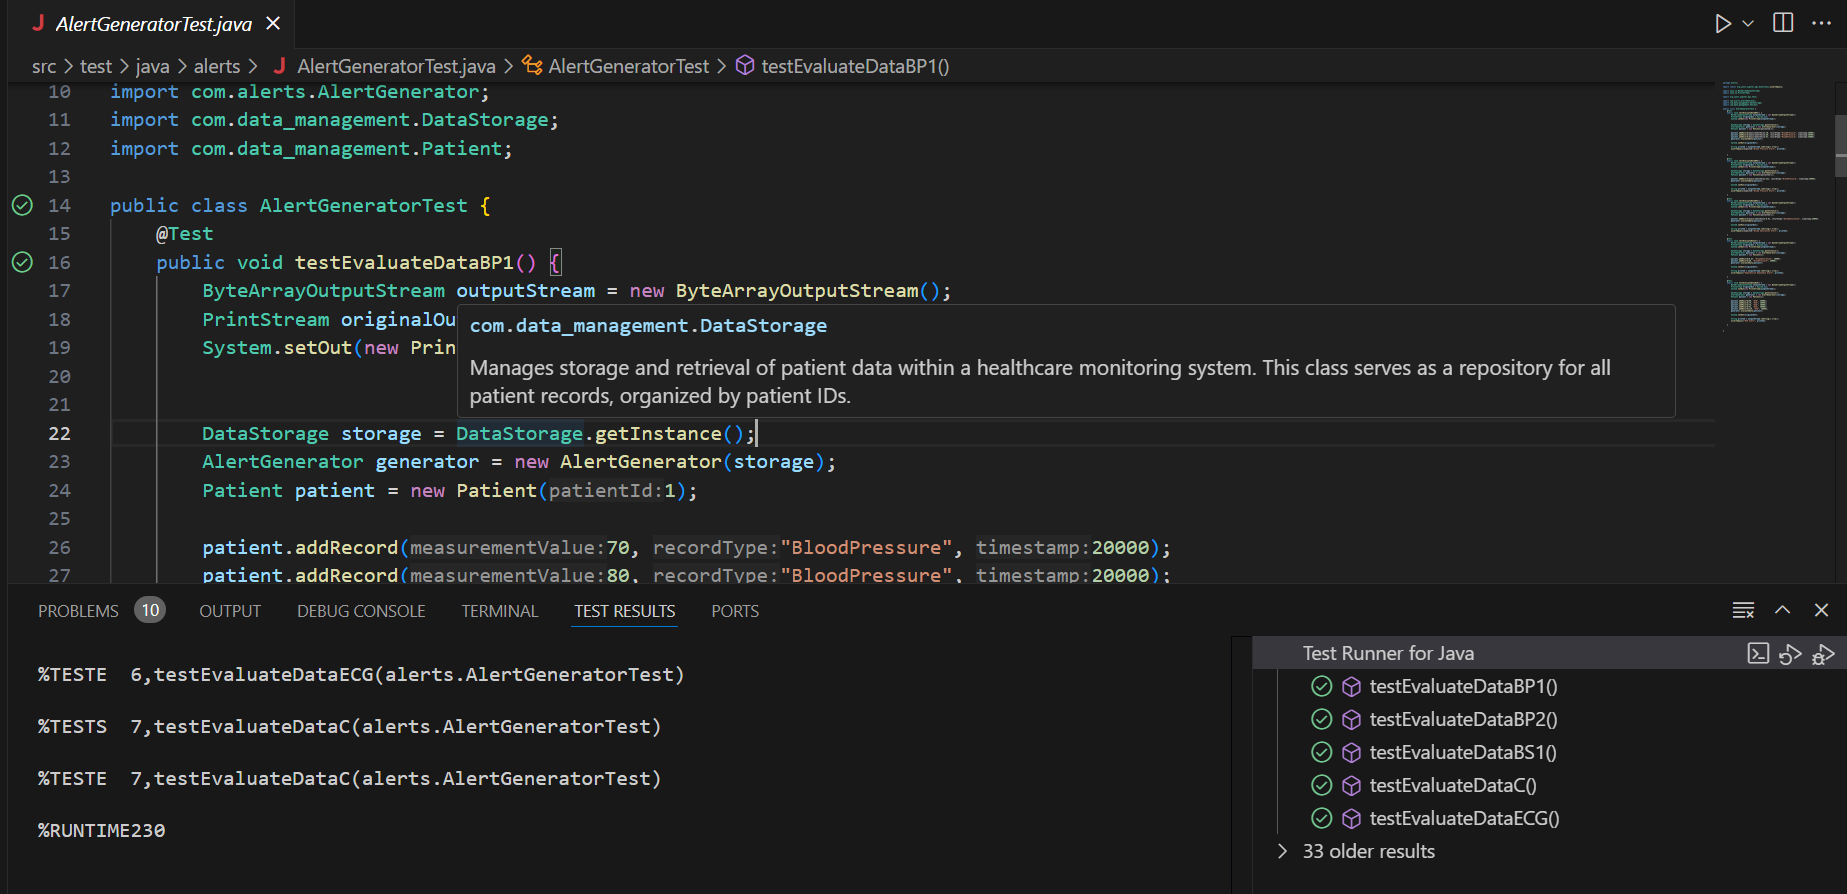 J AlertGeneratorTest.java
src > test > java > alerts > J AlertGeneratorTest.java > AlertGeneratorTest > testEvaluateDataBP1()
10 import com.alerts.AlertGenerator;
11 import com.data_management.DataStorage;
12 import com.data_management.Patient;
13
14 public class AlertGeneratorTest {
15 @Test
16 public void testEvaluateDataBP1() {
17 ByteArrayOutputStream outputStream = new ByteArrayOutputStream();
18 PrintStream originalOu
19 System.setOut(new Prin
com.data_management.DataStorage
Manages storage and retrieval of patient data within a healthcare monitoring system. This class serves as a repository for all
patient records, organized by patient IDs.
20
21
22 DataStorage storage = DataStorage.getInstance();
23 AlertGenerator generator = new AlertGenerator(storage);
24 Patient patient = new Patient(patientId:1);
25
26 patient.addRecord(measurementValue:70, recordType:"BloodPressure", timestamp:20000);
27 patient.addRecord(measurementValue:80, recordType:"BloodPressure", timestamp:20000);
PROBLEMS 10 OUTPUT DEBUG CONSOLE TERMINAL TEST RESULTS PORTS
%TESTE 6,testEvaluateDataECG(alerts.AlertGeneratorTest)
%TESTS 7,testEvaluateDataC(alerts.AlertGeneratorTest)
%TESTE 7,testEvaluateDataC(alerts.AlertGeneratorTest)
%RUNTIME230
Test Runner for Java
testEvaluateDataBP1()
testEvaluateDataBP2()
testEvaluateDataBS1()
testEvaluateDataC()
testEvaluateDataECG()
33 older results